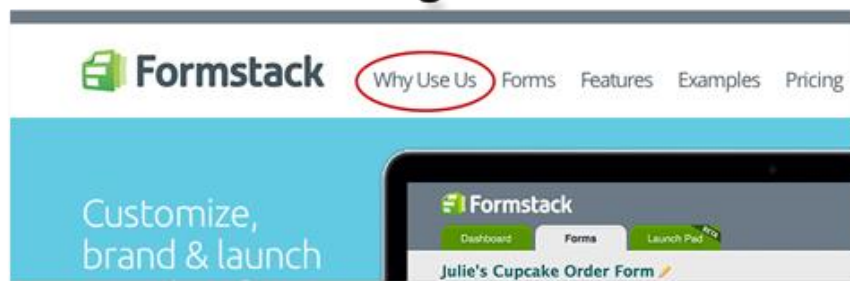 Formstack Why Use Us Forms Features Examples Pricing
Customize,
brand & launch
Formstack
Dashboard Forms Launch Pad BETA
Julie's Cupcake Order Form